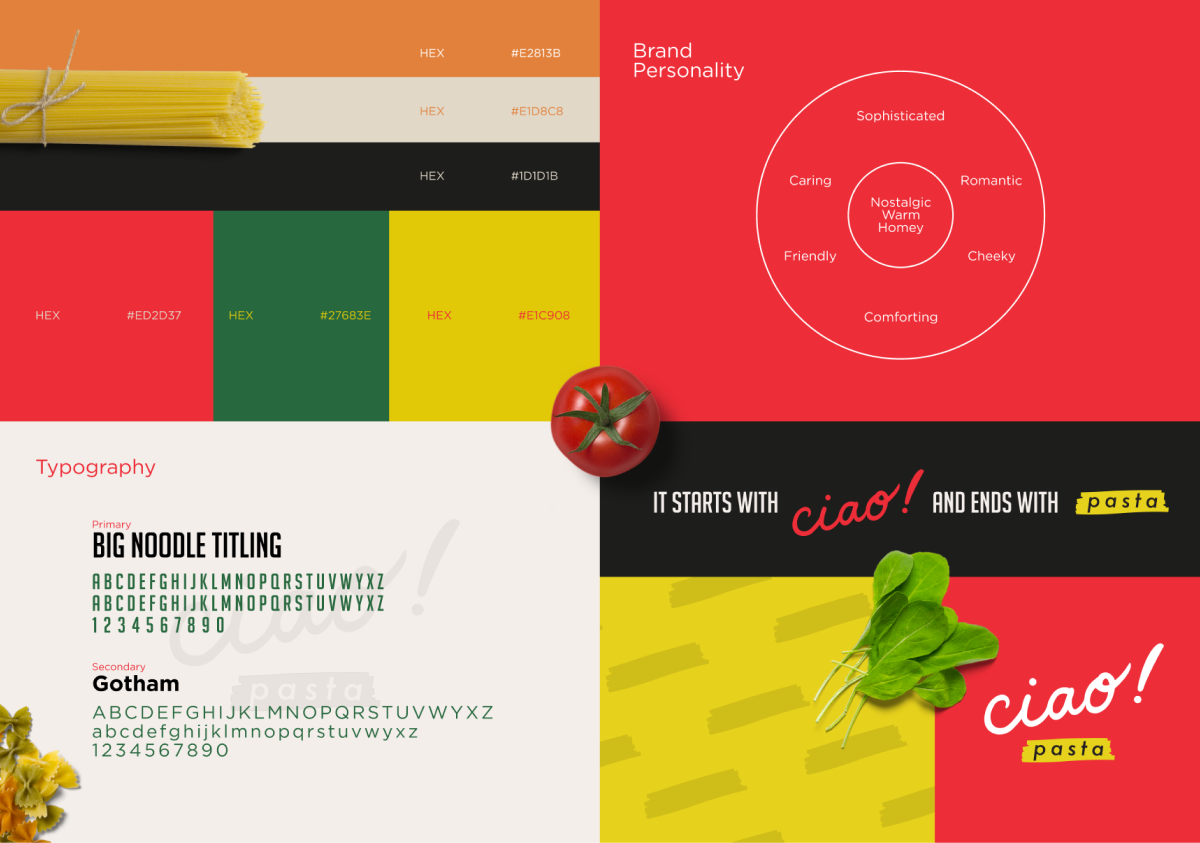 HEX #E2813B
HEX #E1D8C8
HEX #1D1D1B
HEX #ED2D37
HEX #27683E
HEX #E1C908
Brand
Personality
Sophisticated
Caring
Romantic
Nostalgic
Warm
Homey
Friendly
Cheeky
Comforting
Typography
Primary
BIG NOODLE TITLING
ABCDEFGHIJKLMNOPQRSTUVWYXZ
ABCDEFGHIJKLMNOPQRSTUVWYXZ
1234567890
Secondary
Gotham
ABCDEFGHIJKLMNOPQRSTUVWYXZ
abcdefghijklmnopqrstuvwyxz
1234567890
ciao!
pasta
IT STARTS WITH ciao! AND ENDS WITH pasta
ciao!
pasta